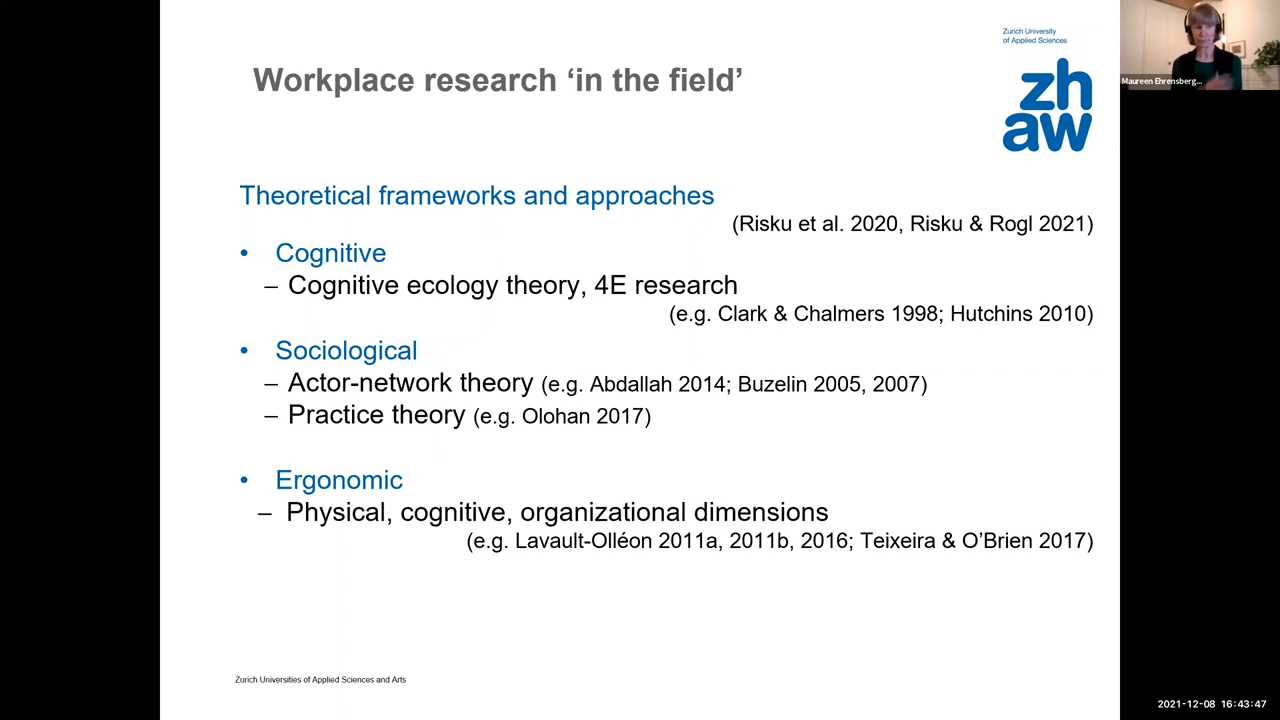 Zurich University
of Applied Sciences
zh
aw
Maureen Ehrensberg...
Workplace research ‘in the field’
Theoretical frameworks and approaches
(Risku et al. 2020, Risku & Rogl 2021)
• Cognitive
– Cognitive ecology theory, 4E research
(e.g. Clark & Chalmers 1998; Hutchins 2010)
• Sociological
– Actor-network theory (e.g. Abdallah 2014; Buzelin 2005, 2007)
– Practice theory (e.g. Olohan 2017)
• Ergonomic
– Physical, cognitive, organizational dimensions
(e.g. Lavault-Olléon 2011a, 2011b, 2016; Teixeira & O’Brien 2017)
Zurich Universities of Applied Sciences and Arts
2021-12-08 16:43:47